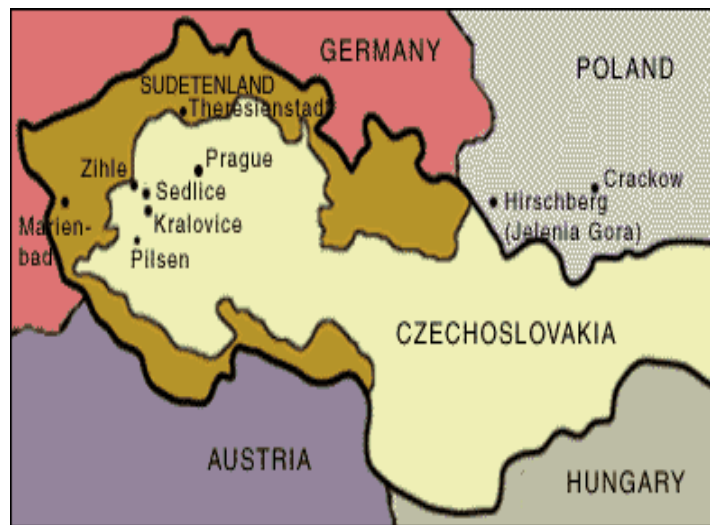 GERMANY
POLAND
SUDETENLAND
Theresienstadt
Prague
Zihle
Sedlice
Kralovice
Pilsen
Marien-
bad
Crackow
Hirschberg
(Jelenia Gora)
CZECHOSLOVAKIA
AUSTRIA
HUNGARY